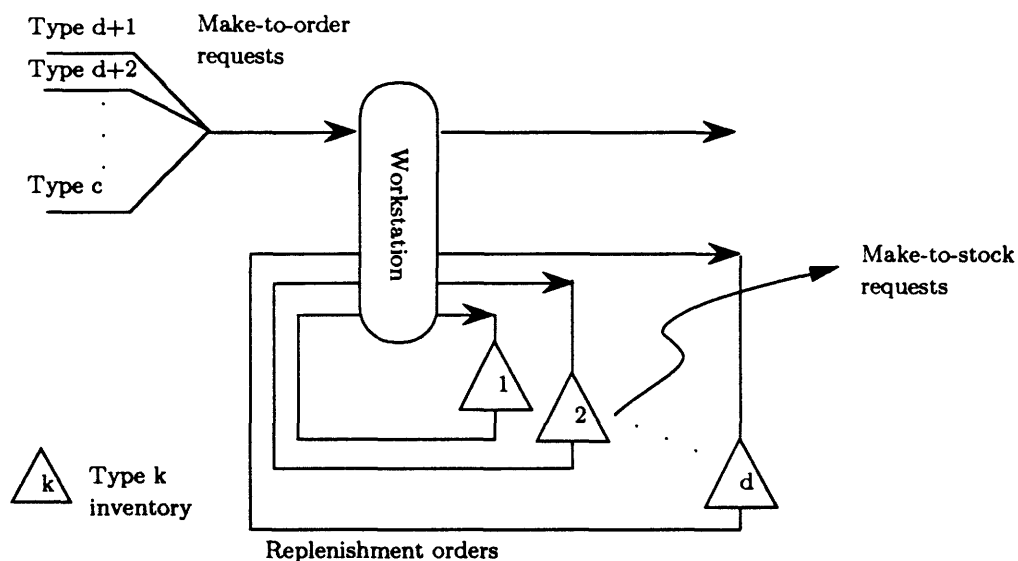 Type d+1
Make-to-order
requests
Type d+2
Type c
Workstation
Make-to-stock
requests
1
2
d
k
Type k
inventory
Replenishment orders